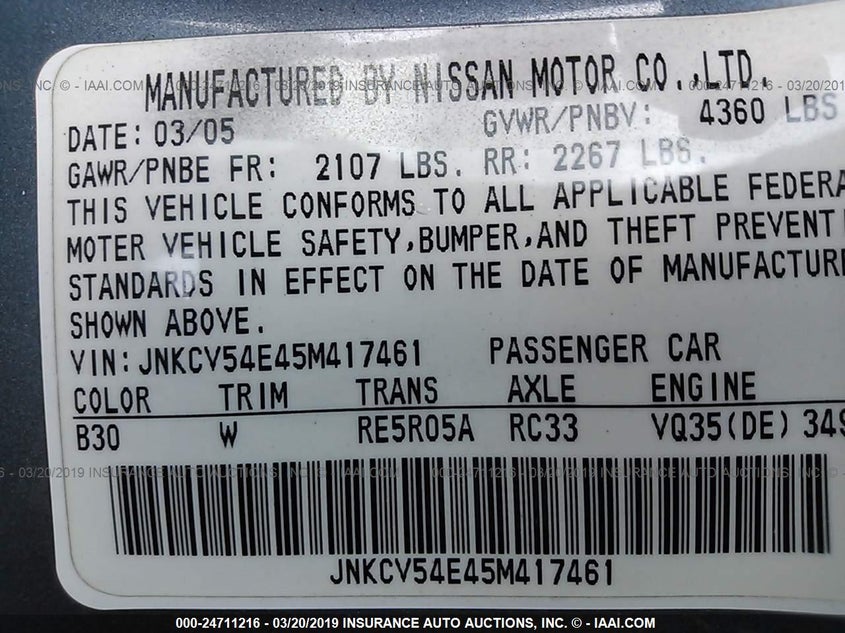 MANUFACTURED BY NISSAN MOTOR CO.,LTD.
DATE: 03/05 GVWR/PNBV: 4360 LBS
GAWR/PNBE FR: 2107 LBS. RR: 2267 LBS.
THIS VEHICLE CONFORMS TO ALL APPLICABLE FEDERA
MOTER VEHICLE SAFETY,BUMPER,AND THEFT PREVENTI
STANDARDS IN EFFECT ON THE DATE OF MANUFACTURE
SHOWN ABOVE.
VIN:JNKCV54E45M417461 PASSENGER CAR
COLOR TRIM TRANS AXLE ENGINE
B30 W RE5R05A RC33 VQ35(DE) 349
JNKCV54E45M417461
000-24711216 - 03/20/2019 INSURANCE AUTO AUCTIONS, INC. - © IAAI.COM